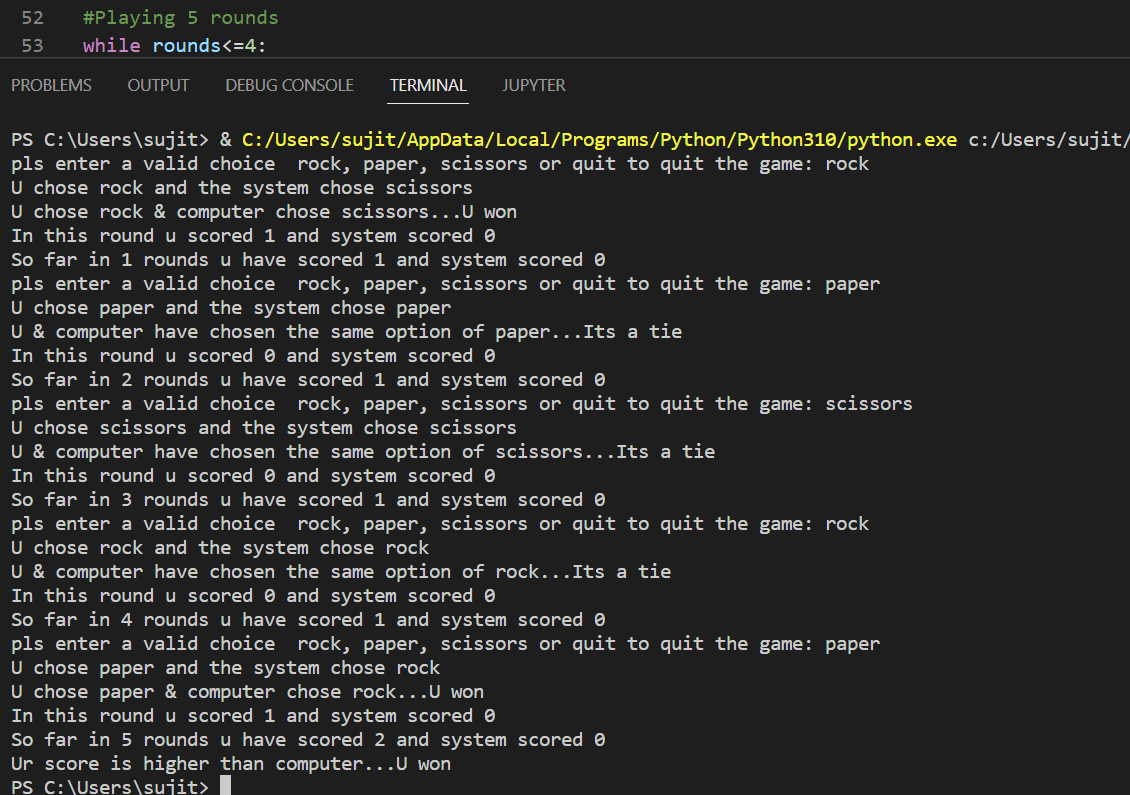 52 #Playing 5 rounds
53 while rounds<=4:
PROBLEMS OUTPUT DEBUG CONSOLE TERMINAL JUPYTER
PS C:\Users\sujit> & C:/Users/sujit/AppData/Local/Programs/Python/Python310/python.exe c:/Users/sujit/
pls enter a valid choice  rock, paper, scissors or quit to quit the game: rock
U chose rock and the system chose scissors
U chose rock & computer chose scissors...U won
In this round u scored 1 and system scored 0
So far in 1 rounds u have scored 1 and system scored 0
pls enter a valid choice  rock, paper, scissors or quit to quit the game: paper
U chose paper and the system chose paper
U & computer have chosen the same option of paper...Its a tie
In this round u scored 0 and system scored 0
So far in 2 rounds u have scored 1 and system scored 0
pls enter a valid choice  rock, paper, scissors or quit to quit the game: scissors
U chose scissors and the system chose scissors
U & computer have chosen the same option of scissors...Its a tie
In this round u scored 0 and system scored 0
So far in 3 rounds u have scored 1 and system scored 0
pls enter a valid choice  rock, paper, scissors or quit to quit the game: rock
U chose rock and the system chose rock
U & computer have chosen the same option of rock...Its a tie
In this round u scored 0 and system scored 0
So far in 4 rounds u have scored 1 and system scored 0
pls enter a valid choice  rock, paper, scissors or quit to quit the game: paper
U chose paper and the system chose rock
U chose paper & computer chose rock...U won
In this round u scored 1 and system scored 0
So far in 5 rounds u have scored 2 and system scored 0
Ur score is higher than computer...U won
PS C:\Users\sujit>